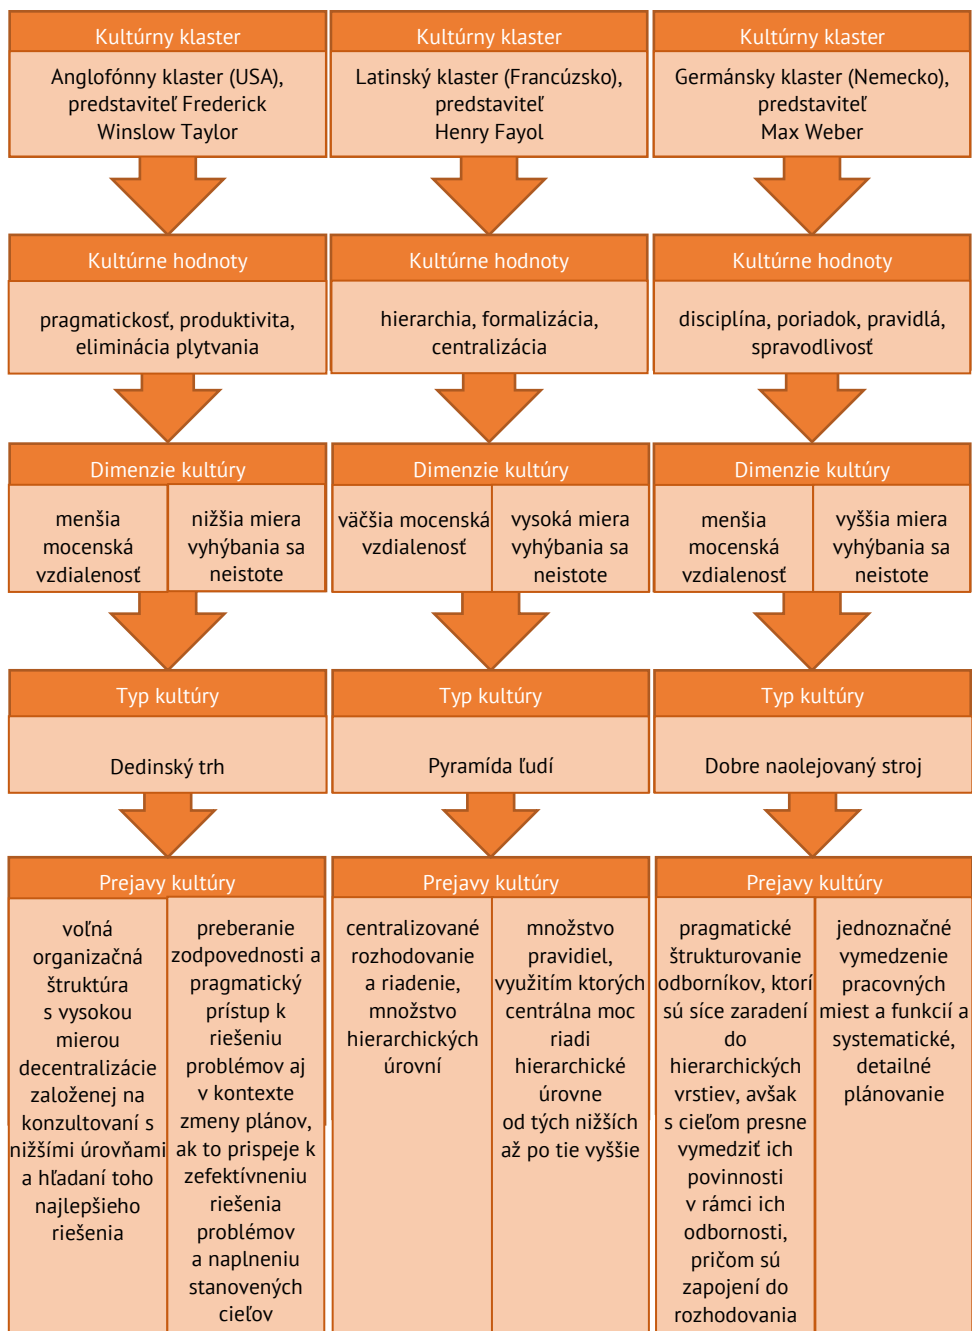 Kultúrny klaster
Anglofónny klaster (USA),
predstaviteľ Frederick
Winslow Taylor
Kultúrne hodnoty
pragmatickosť, produktivita,
eliminácia plytvania
Dimenzie kultúry
menšia
mocenská
vzdialenosť
nižšia miera
vyhýbania sa
neistote
Typ kultúry
Dedinský trh
Prejavy kultúry
voľná
organizačná
štruktúra
s vysokou
mierou
decentralizácie
založenej na
konzultovaní s
nižšími úrovňami
a hľadaní toho
najlepšieho
riešenia
preberanie
zodpovednosti a
pragmatický
prístup k
riešeniu
problémov aj
v kontexte
zmeny plánov,
ak to prispeje k
zefektívneniu
riešenia
problémov
a naplneniu
stanovených
cieľov
Kultúrny klaster
Latinský klaster (Francúzsko),
predstaviteľ
Henry Fayol
Kultúrne hodnoty
hierarchia, formalizácia,
centralizácia
Dimenzie kultúry
väčšia mocenská
vzdialenosť
vysoká miera
vyhýbania sa
neistote
Typ kultúry
Pyramída ľudí
Prejavy kultúry
centralizované
rozhodovanie
a riadenie,
množstvo
hierarchických
úrovní
množstvo
pravidiel,
využitím ktorých
centrálna moc
riadi
hierarchické
úrovne
od tých nižších
až po tie vyššie
Kultúrny klaster
Germánsky klaster (Nemecko),
predstaviteľ
Max Weber
Kultúrne hodnoty
disciplína, poriadok, pravidlá,
spravodlivosť
Dimenzie kultúry
menšia
mocenská
vzdialenosť
vyššia miera
vyhýbania sa
neistote
Typ kultúry
Dobre naolejovaný stroj
Prejavy kultúry
pragmatické
štrukturovanie
odborníkov, ktorí
sú síce zaradení
do
hierarchických
vrstiev, avšak
s cieľom presne
vymedziť ich
povinnosti
v rámci ich
odbornosti,
pričom sú
zapojení do
rozhodovania
jednoznačné
vymedzenie
pracovných
miest a funkcií a
systematické,
detailné
plánovanie